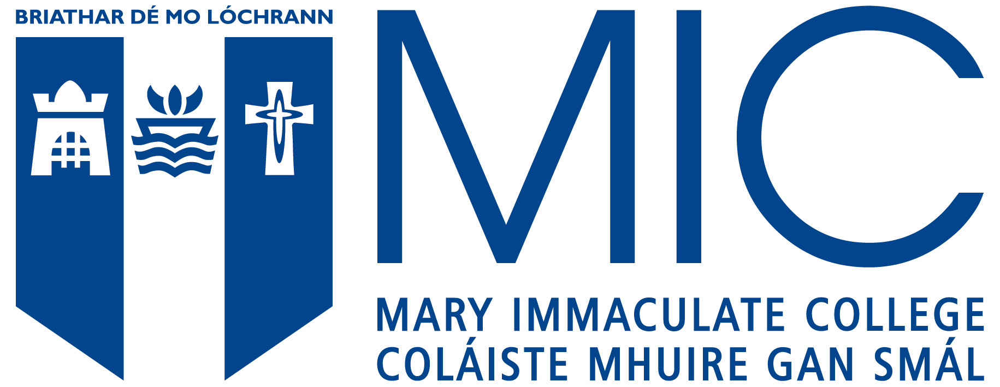 BRIATHAR DÉ MO LÓCHRANN
MIC
MARY IMMACULATE COLLEGE
COLÁISTE MHUIRE GAN SMÁL